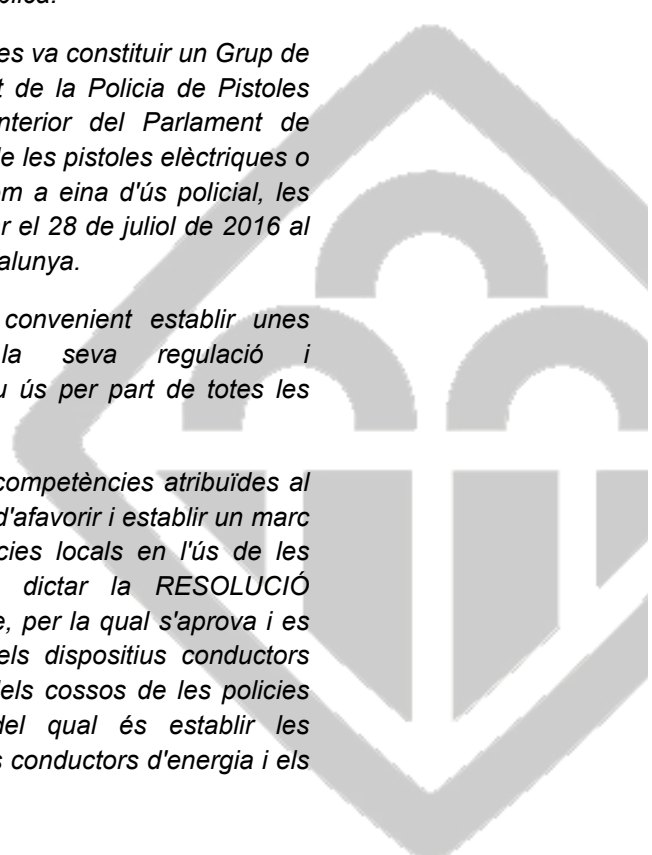 es va constituir un Grup de
t de la Policia de Pistoles
nterior del Parlament de
le les pistoles elèctriques o
om a eina d'ús policial, les
r el 28 de juliol de 2016 al
alunya.
convenient establir unes
la seva regulació i
u ús per part de totes les
competències atribuïdes al
d'afavorir i establir un marc
cies locals en l'ús de les
dictar la RESOLUCIÓ
e, per la qual s'aprova i es
els dispositius conductors
dels cossos de les policies
del qual és establir les
s conductors d'energia i els